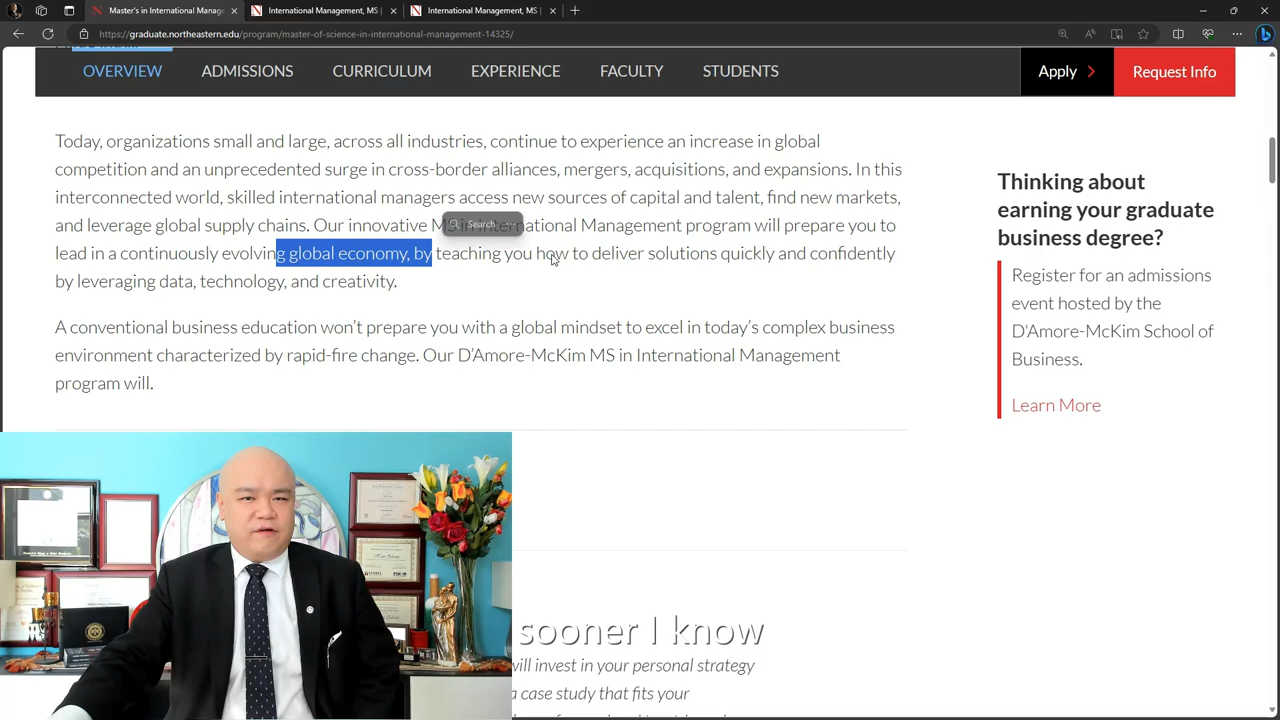 Master's in International Manage
International Management, MS |
International Management, MS |
https://graduate.northeastern.edu/program/master-of-science-in-international-management-14325/
OVERVIEW
ADMISSIONS
CURRICULUM
EXPERIENCE
FACULTY
STUDENTS
Apply
Request Info
Today, organizations small and large, across all industries, continue to experience an increase in global
competition and an unprecedented surge in cross-border alliances, mergers, acquisitions, and expansions. In this
interconnected world, skilled international managers access new sources of capital and talent, find new markets,
and leverage global supply chains. Our innovative MS in International Management program will prepare you to
Search
lead in a continuously evolving global economy, by teaching you how to deliver solutions quickly and confidently
by leveraging data, technology, and creativity.
A conventional business education won't prepare you with a global mindset to excel in today's complex business
environment characterized by rapid-fire change. Our D'Amore-McKim MS in International Management
program will.
Thinking about
earning your graduate
business degree?
Register for an admissions
event hosted by the
D'Amore-McKim School of
Business.
Learn More
sooner I know
will invest in your personal strategy
a case study that fits your